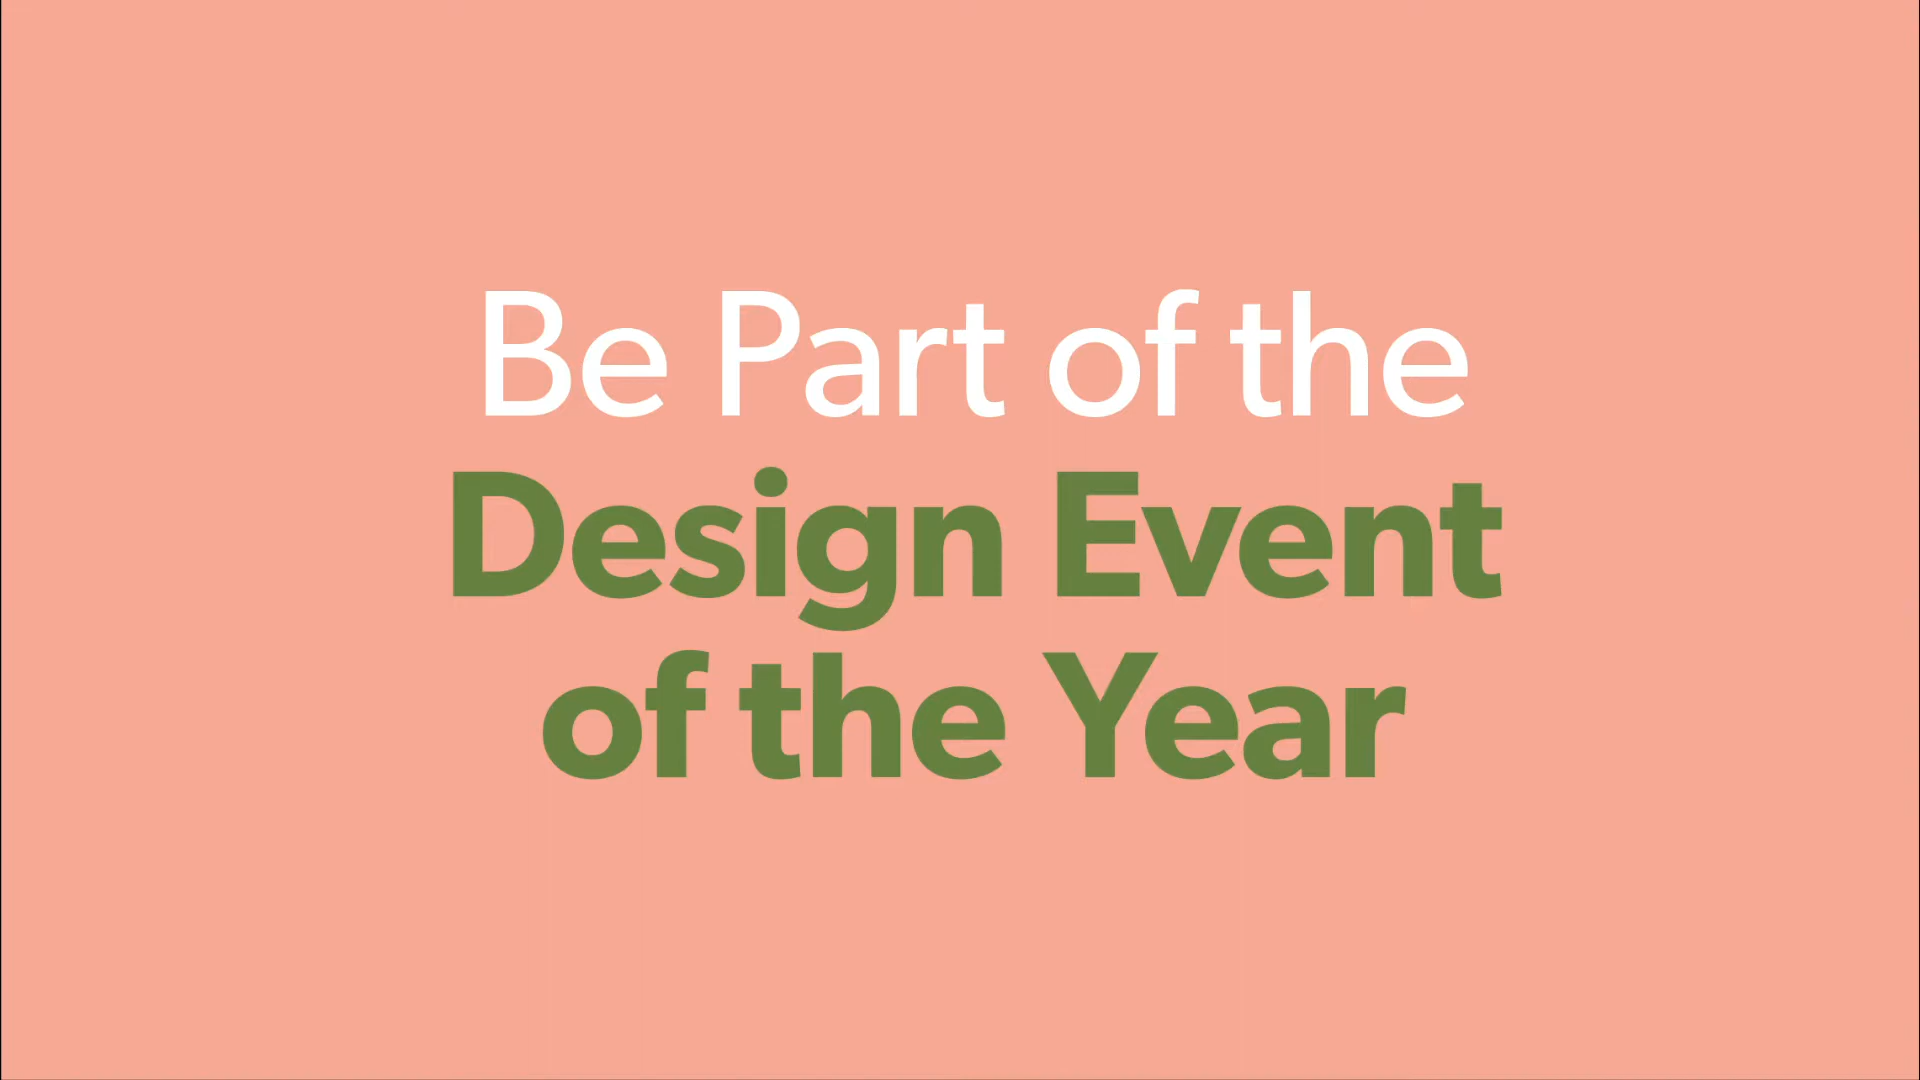 Be Part of the
Design Event
of the Year